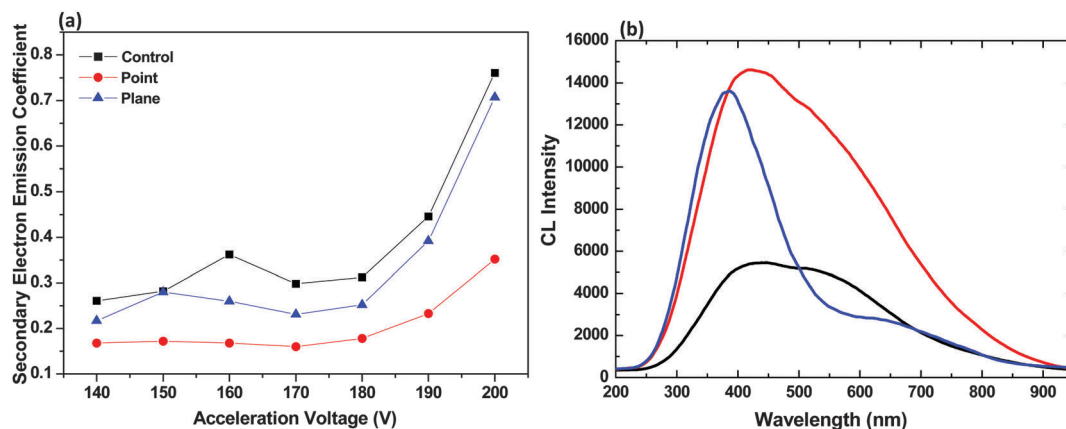 (a)
Secondary Electron Emission Coefficient
0.8
0.7
0.6
0.5
0.4
0.3
0.2
0.1
Control
Point
Plane
140 150 160 170 180 190 200
Acceleration Voltage (V)
(b)
CL Intensity
16000
14000
12000
10000
8000
6000
4000
2000
0
200 300 400 500 600 700 800 900
Wavelength (nm)